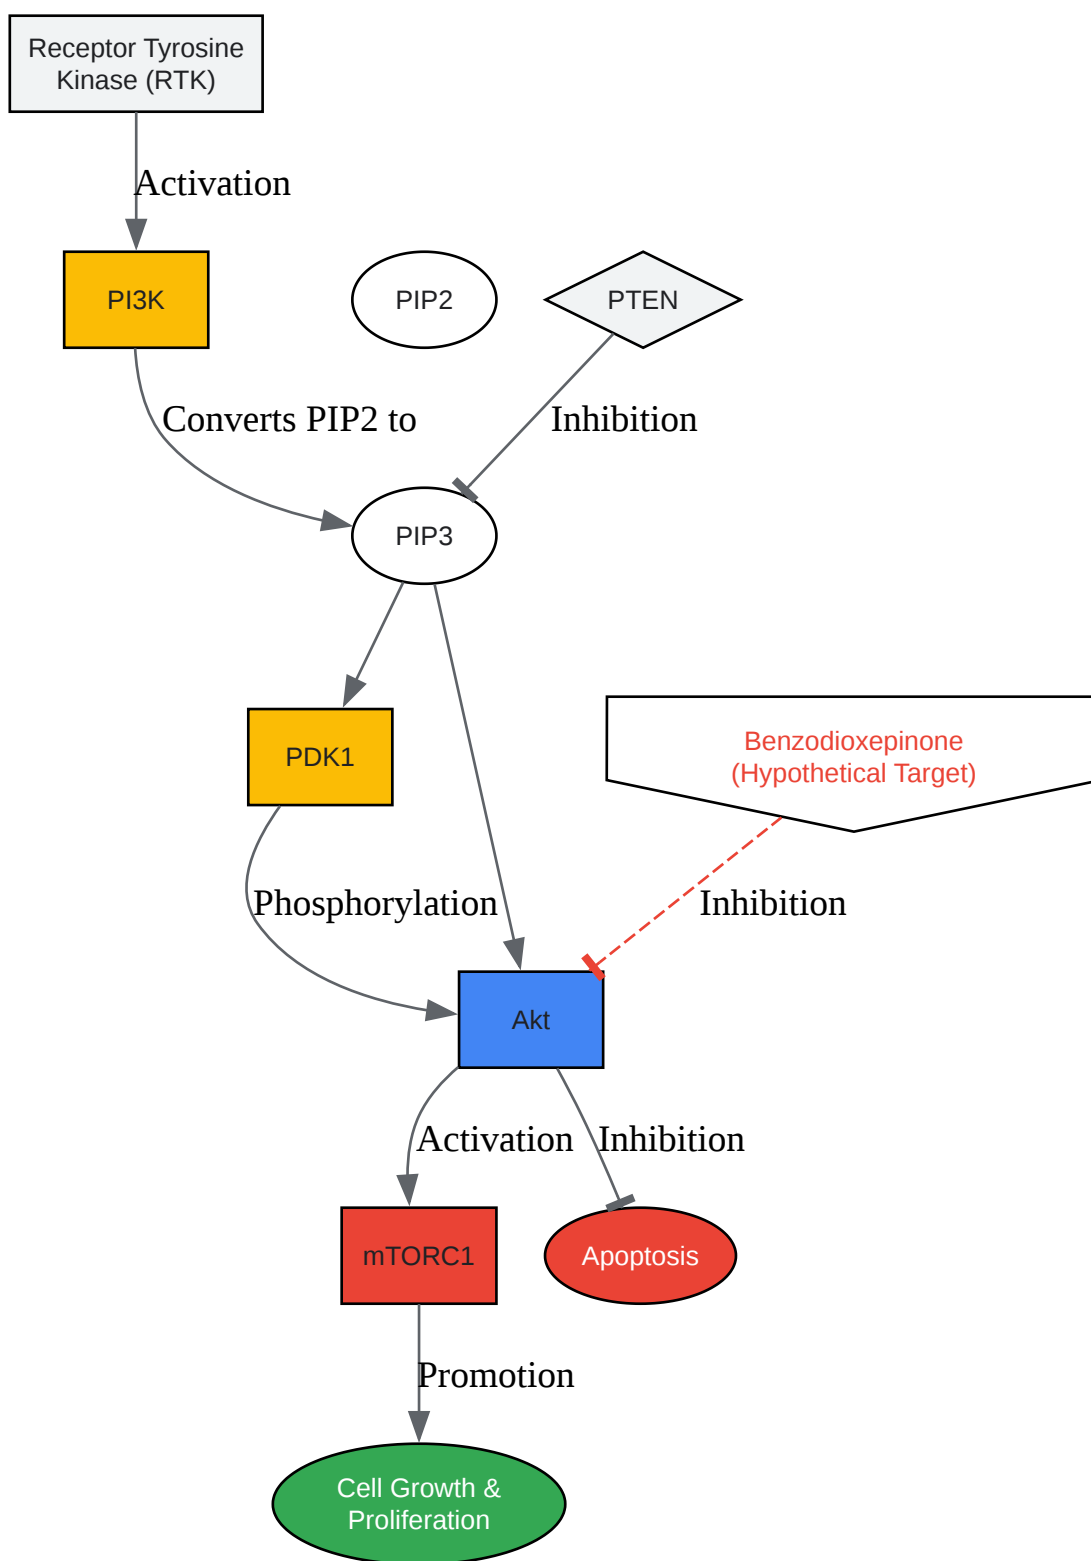 Receptor Tyrosine
Kinase (RTK)
Activation
PI3K
PIP2
PTEN
Converts PIP2 to
Inhibition
PIP3
PDK1
Benzodioxepinone
(Hypothetical Target)
Phosphorylation
Inhibition
Akt
Activation
Inhibition
mTORC1
Apoptosis
Promotion
Cell Growth &
Proliferation